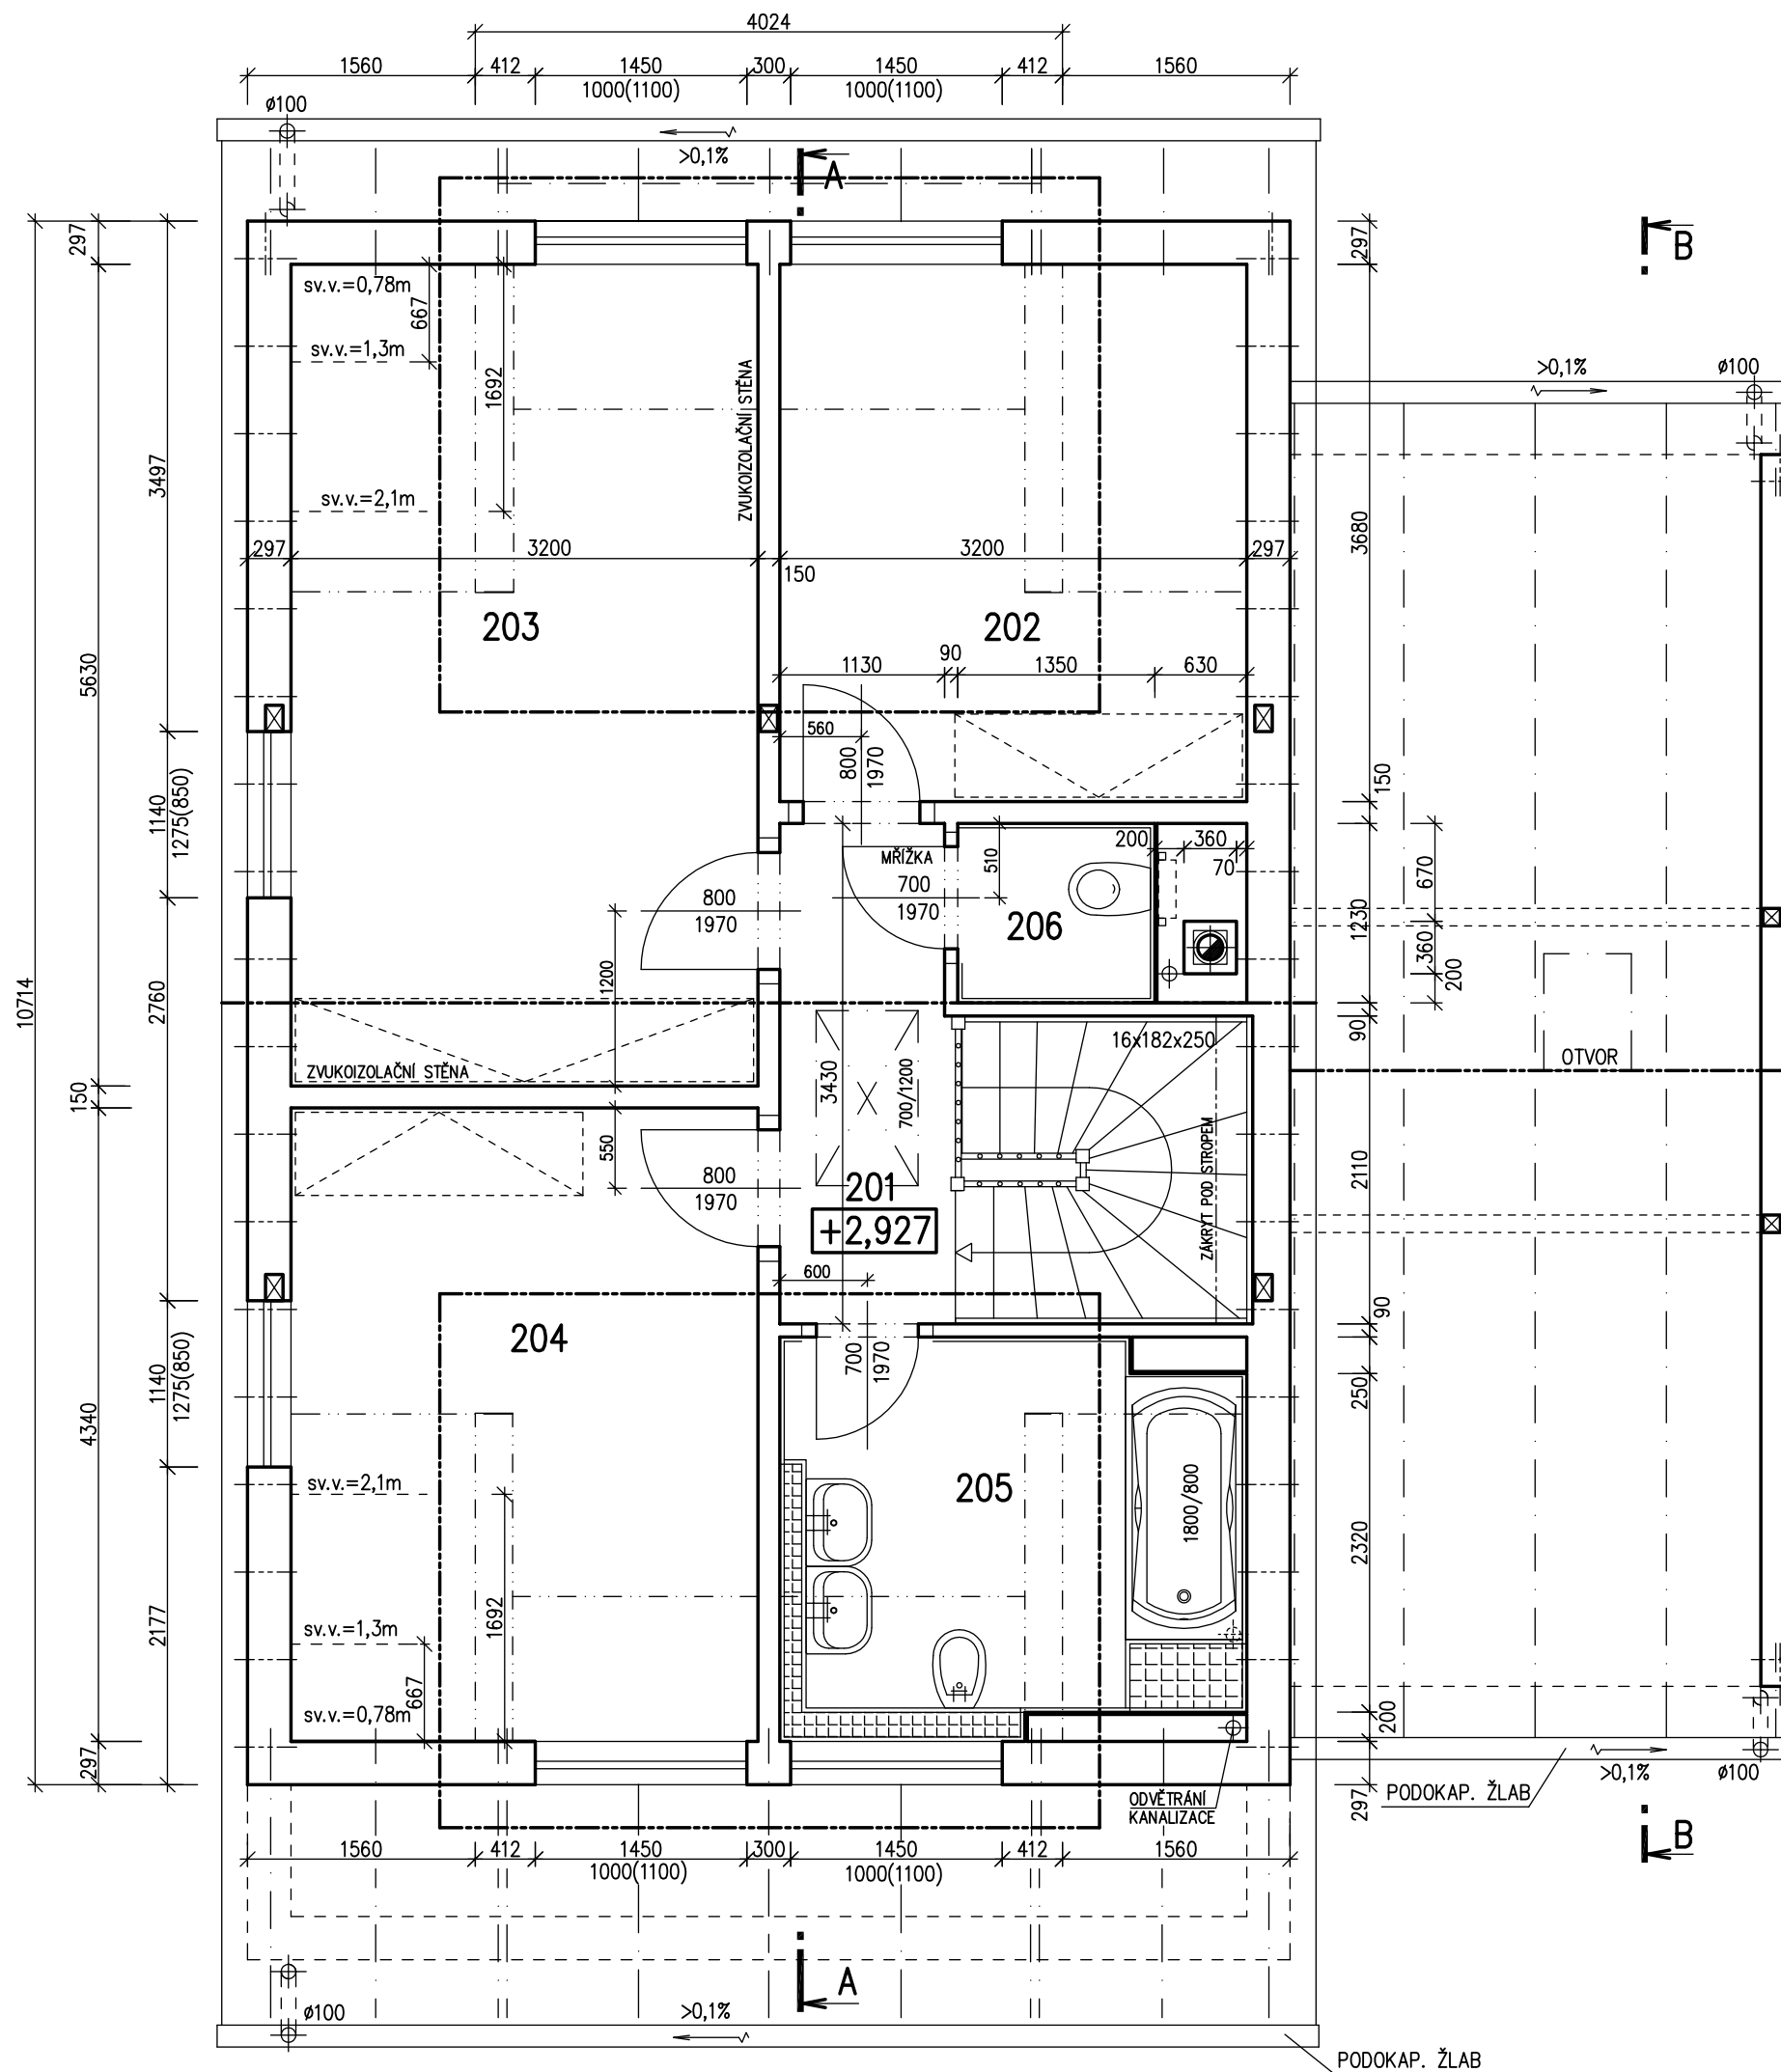 4024
1560 412 1450 300 1450 412 1560
1000(1100) 1000(1100)
ø100
>0,1%
A
B
297
297
sv.v.=0,78m
667
sv.v.=1,3m
1692
ZVUKOIZOLAČNÍ STĚNA
>0,1%
ø100
3497
sv.v.=2,1m
3680
297 3200 3200 297
150
203
202
5630
90
1130 1350 630
560
800
1970
150
1140
1275(850)
MŘÍŽKA
510
200 360
70
670
700
1970
800
1970
206
1230
360
200
10714
2760
1200
90
ZVUKOIZOLAČNÍ STĚNA
3430
700/1200
16x182x250
OTVOR
150
550
800
1970
201
+2,927
ZÁKRYT POD STROPEM
2110
600
90
204
700
1970
1140
1275(850)
250
4340
sv.v.=2,1m
205
1800/800
2320
1692
2177
sv.v.=1,3m
667
sv.v.=0,78m
200
297
297
>0,1%
ø100
PODOKAP. ŽLAB
ODVĚTRÁNÍ
KANALIZACE
B
1560 412 1450 300 1450 412 1560
1000(1100) 1000(1100)
A
ø100
>0,1%
PODOKAP. ŽLAB